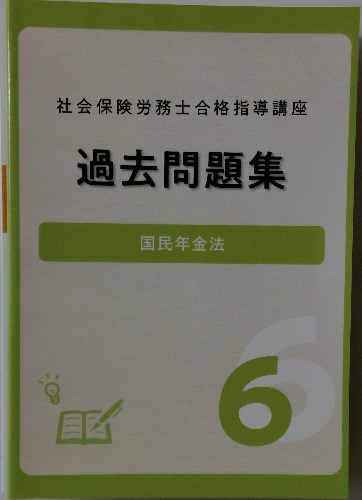 社会保険労務士合格指導講座
過去問題集
国民年金法
6